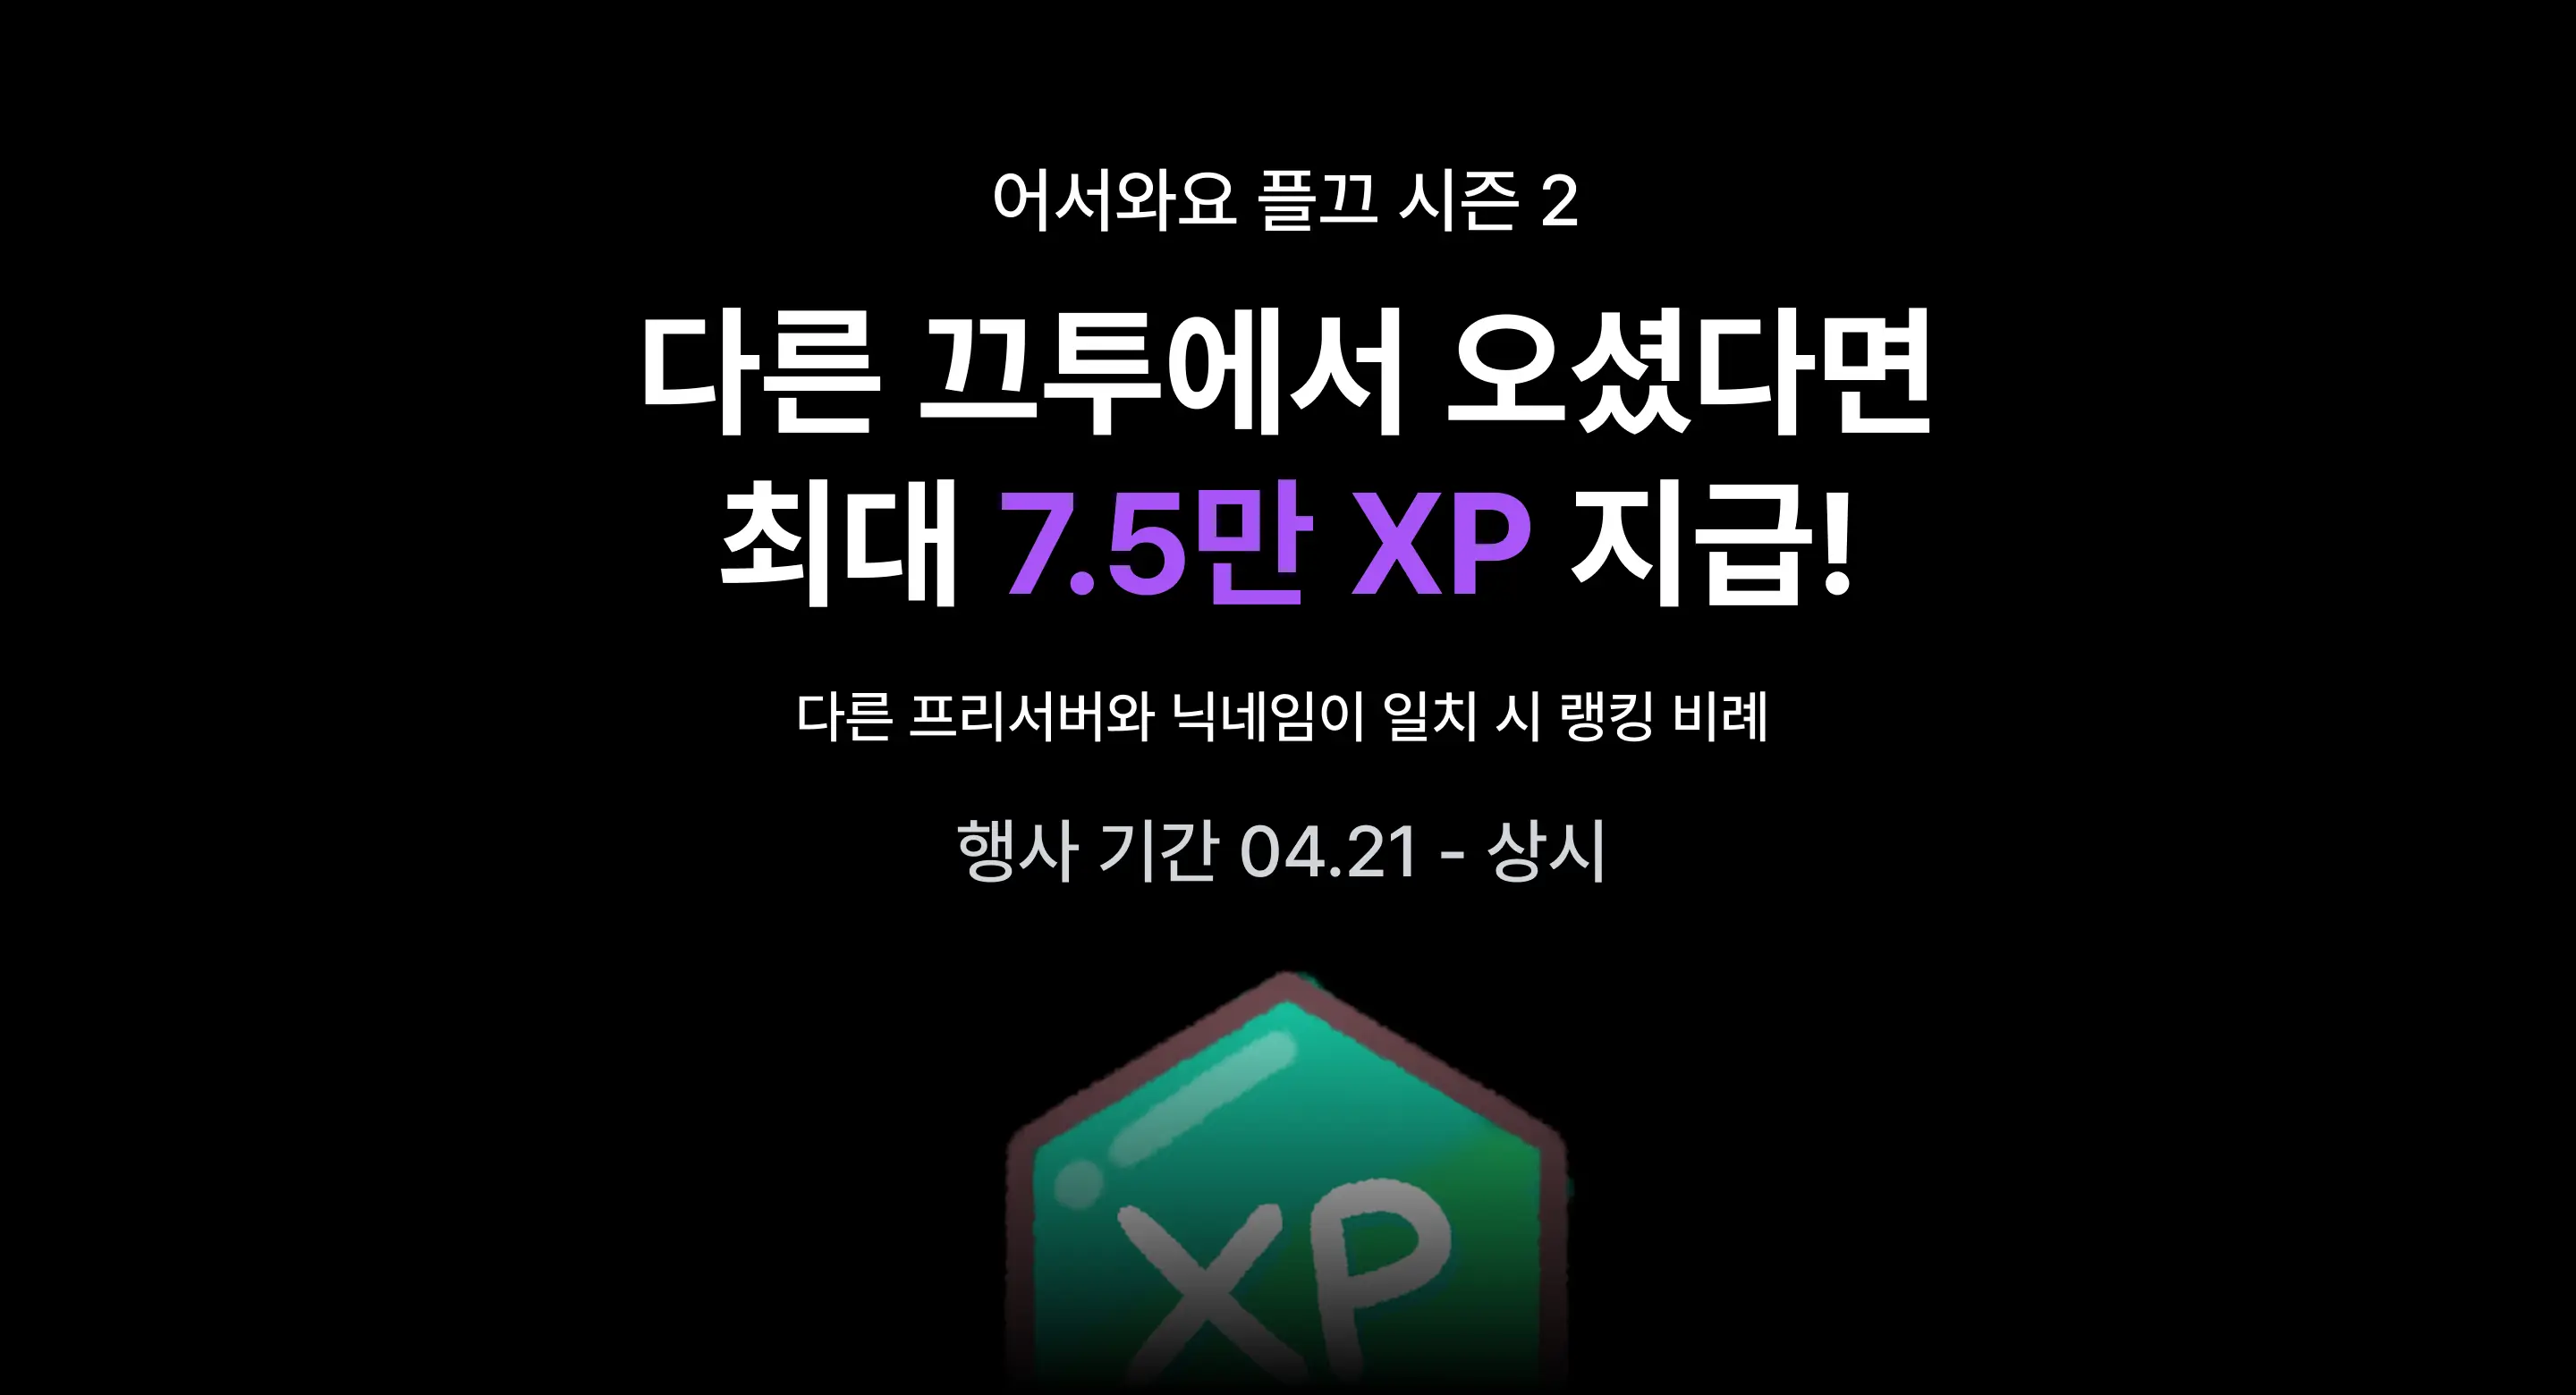 어서와요 플끄 시즌 2
다른 끄투에서 오셨다면
최대 7.5만 XP 지급!
다른 프리서버와 닉네임이 일치 시 랭킹 비례
행사 기간 04.21 - 상시
XP